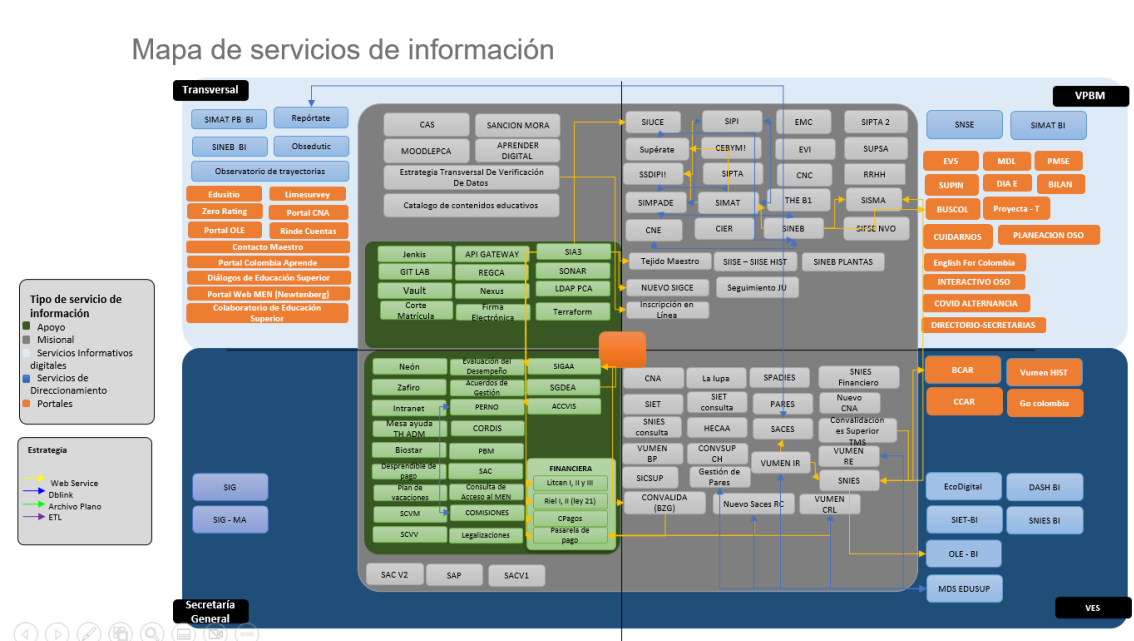 Mapa de servicios de información
Transversal
VPBM
SIMAT PB BI
Repórtate
SINEB BI
Obsedutic
Observatorio de trayectorias
Edusitio
Limesurvey
Zero Rating
Portal CNA
Portal OLE
Rinde Cuentas
Contacto Maestro
Portal Colombia Aprende
Diálogos de Educación Superior
Portal Web MEN (Newtenberg)
Colaboratorio de Educación
Superior
CAS
SANCION MORA
MOODLEPCA
APRENDER
DIGITAL
Estrategia Transversal De Verificación
De Datos
Catalogo de contenidos educativos
Jenkis
API GATEWAY
SIA3
GIT LAB
REGCA
SONAR
Vault
Nexus
LDAP PCA
Corte
Matrícula
Firma
Electrónica
Terraform
SIUCE
SIPI
EMC
SIPTA 2
Supérate
CEBYM!
EVI
SUPSA
SSDIPI!
SIPTA
CNC
RRHH
SIMPADE
SIMAT
THE B1
SISMA
CNE
CIER
SINEB
SIFSE NVO
Tejido Maestro
SIISE – SIISE HIST
SINEB PLANTAS
NUEVO SIGCE
Seguimiento JU
Inscripción en
Línea
SNSE
SIMAT BI
EVS
MDL
PMSE
SUPIN
DIA E
BILAN
BUSCOL
Proyecta - T
CUIDARNOS
PLANEACION OSO
English For Colombia
INTERACTIVO OSO
COVID ALTERNANCIA
DIRECTORIO-SECRETARIAS
Tipo de servicio de
información
Apoyo
Misional
Servicios Informativos
digitales
Servicios de
Direccionamiento
Portales
Estrategia
Web Service
Dblink
Archivo Plano
ETL
SIG
SIG - MA
Neón
Evaluación del
Desempeño
SIGAA
Zafiro
Acuerdos de
Gestión
SGDEA
Intranet
PERNO
ACCVIS
Mesa ayuda
TH ADM
CORDIS
Biostar
PBM
Desprendible de
pago
SAC
Plan de
vacaciones
Consulta de
Acceso al MEN
SCVM
COMISIONES
SCVV
Legalizaciones
FINANCIERA
Litcen I, II y III
Riel I, II (ley 21)
CPagos
Pasarela de
pago
SAC V2
SAP
SACV1
CNA
La lupa
SPADIES
SNIES
Financiero
SIET
SIET
consulta
PARES
Nuevo
CNA
SNIES
consulta
HECAA
SACES
Convalidacion
es Superior
TMS
VUMEN
BP
CONVSUP
CH
VUMEN IR
VUMEN
RE
SICSUP
Gestión de
Pares
SNIES
CONVALIDA
(BZG)
Nuevo Saces RC
VUMEN
CRL
BCAR
Vumen HIST
CCAR
Go colombia
EcoDigital
DASH BI
SIET-BI
SNIES BI
OLE - BI
MDS EDUSUP
Secretaría
General
VES